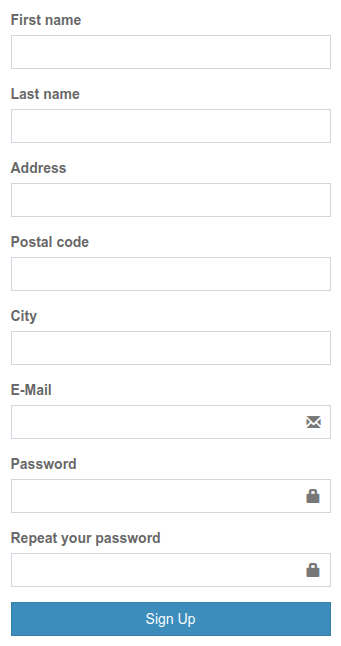 First name
Last name
Address
Postal code
City
E-Mail
Password
Repeat your password
Sign Up